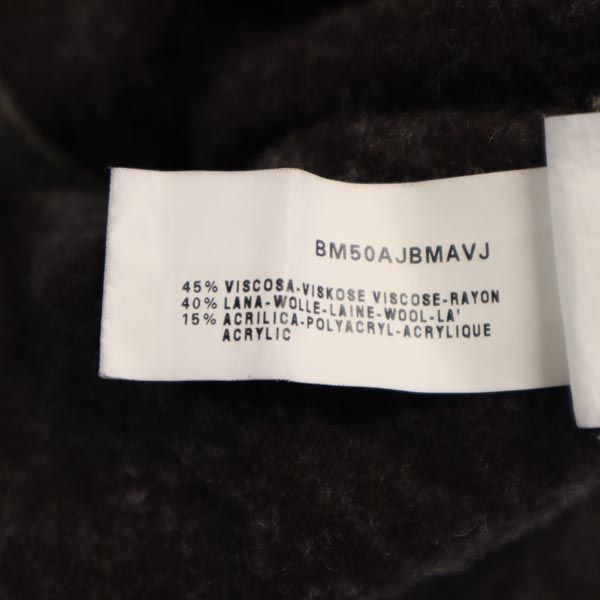 BM50AJBMAVJ
45% VISCOSA-VISKOSE VISCOSE-RAYON
40% LANA-WOLLE-LAINE-WOOL-LA'
15% ACRILICA-POLYACRYL-ACRYLIQUE
ACRYLIC